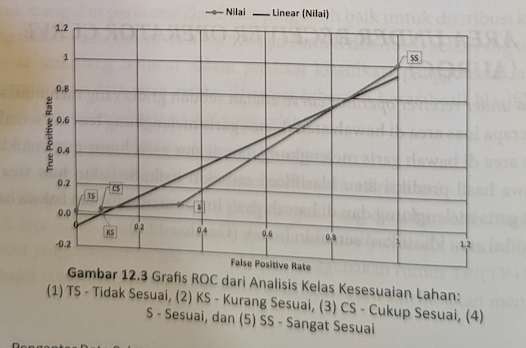 Nilai Linear (Nilai)
1.2
1
0.8
0.6
0.4
0.2
0.0
-0.2
True Positive Rate
SS
TS
CS
KS
S
0 0.2 0.4 0.6 0.8 1 1.2
False Positive Rate
Gambar 12.3 Grafis ROC dari Analisis Kelas Kesesuaian Lahan:
(1) TS - Tidak Sesuai, (2) KS - Kurang Sesuai, (3) CS - Cukup Sesuai, (4)
S - Sesuai, dan (5) SS - Sangat Sesuai